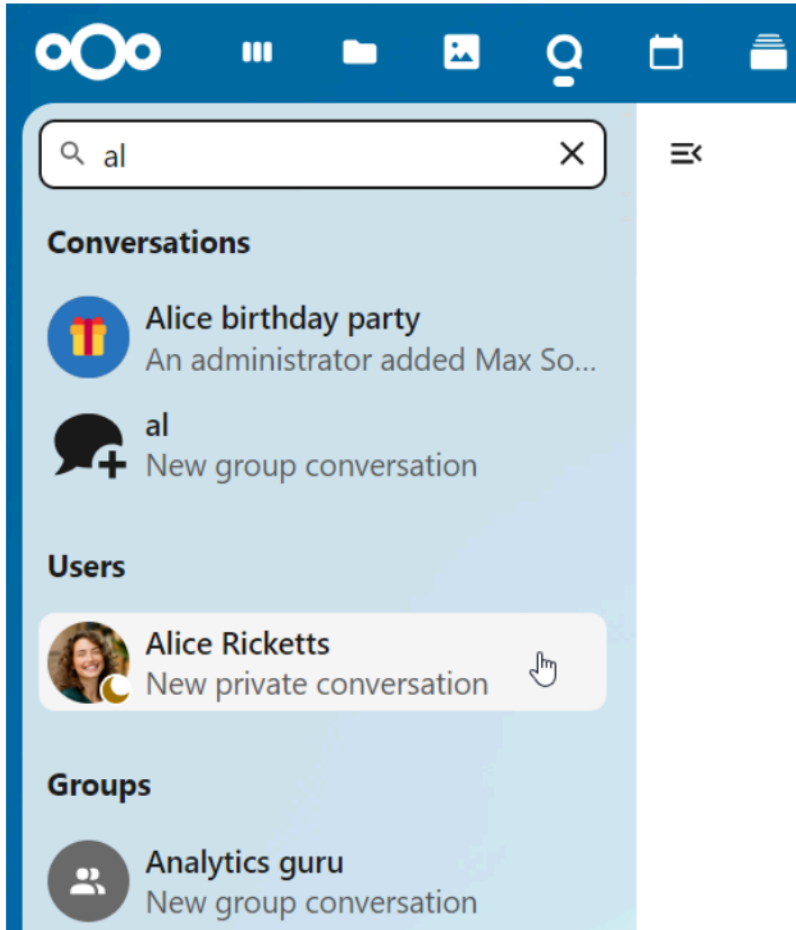 al
Conversations
Alice birthday party
An administrator added Max So...
al
New group conversation
Users
Alice Ricketts
New private conversation
Groups
Analytics guru
New group conversation